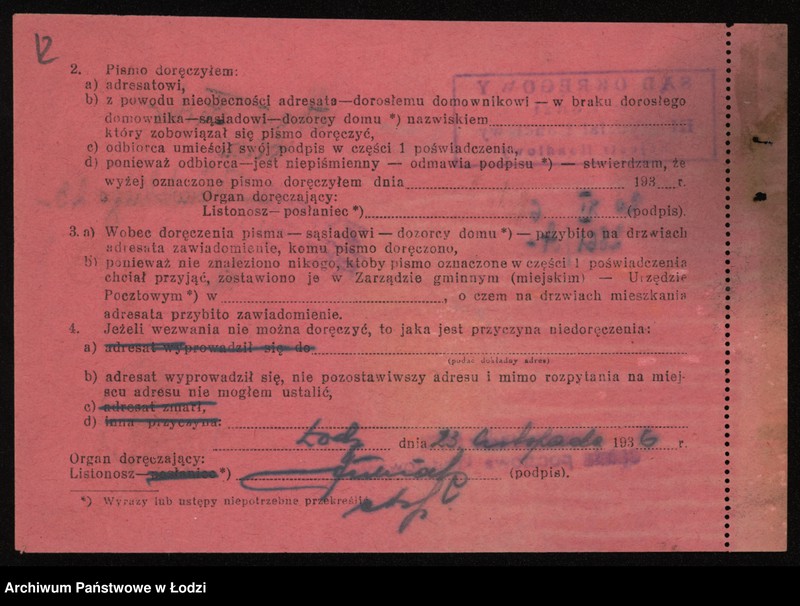 12
2. Pismo doręczyłem:
a) adresatowi,
b) z powodu nieobecności adresata—dorosłemu domownikowi — w braku dorosłego
domownika—sąsiadowi—dozorcy domu *) nazwiskiem
który zobowiązał się pismo doręczyć,
c) odbiorca umieścił swój podpis w części 1 poświadczenia,
d) ponieważ odbiorca—jest niepiśmienny — odmawia podpisu *) — stwierdzam, że
wyżej oznaczone pismo doręczyłem dnia 193 r.
Organ doręczający:
Listonosz—posłaniec *) (podpis).
3. a) Wobec doręczenia pisma — sąsiadowi — dozorcy domu *) — przybito na drzwiach
adresata zawiadomienie, komu pismo doręczono,
b) ponieważ nie znaleziono nikogo, ktoby pismo oznaczone w części 1 poświadczenia
chciał przyjąć, zostawiono je w Zarządzie gminnym (miejskim) — Urzędzie
Pocztowym *) w , o czem na drzwiach mieszkania
adresata przybito zawiadomienie.
4. Jeżeli wezwania nie można doręczyć, to jaka jest przyczyna niedoręczenia:
a) adresat wyprowadził się do
(podać dokładny adres)
b) adresat wyprowadził się, nie pozostawiwszy adresu i mimo rozpytania na miej-
scu adresu nie mogłem ustalić,
c) adresat zmarł,
d) inna przyczyna:
Łodz dnia 23 listopada 1936 r.
Organ doręczający:
Listonosz—posłaniec *) (podpis).
*) Wyrazy lub ustępy niepotrzebne przekreślić.
Archiwum Państwowe w Łodzi